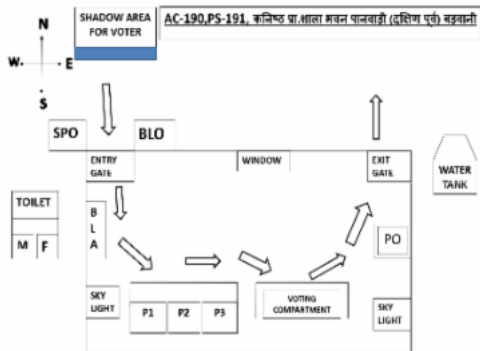 SHADOW AREA
FOR VOTER
AC-190,PS-191, कनिष्ठ प्रा.शाला भवन पानवाड़ी (दक्षिण पूर्व) बड़वानी
N
W
E
S
SPO
BLO
ENTRY
GATE
WINDOW
EXIT
GATE
WATER
TANK
TOILET
M
F
B
L
A
PO
SKY
LIGHT
P1
P2
P3
VOTING
COMPARTMENT
SKY
LIGHT